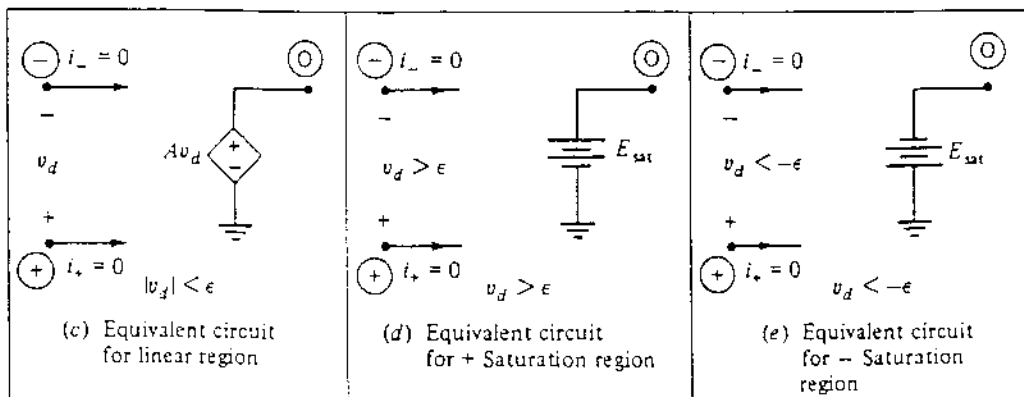 − i₋ = 0
O
−
v_d
+
Av_d
+
−
+ i₊ = 0
|v_d| < ϵ
(c) Equivalent circuit
for linear region
− i₋ = 0
O
−
v_d > ϵ
+
E_sat
+ i₊ = 0
v_d > ϵ
(d) Equivalent circuit
for + Saturation region
− i₋ = 0
O
−
v_d < −ϵ
+
E_sat
+ i₊ = 0
v_d < −ϵ
(e) Equivalent circuit
for − Saturation
region